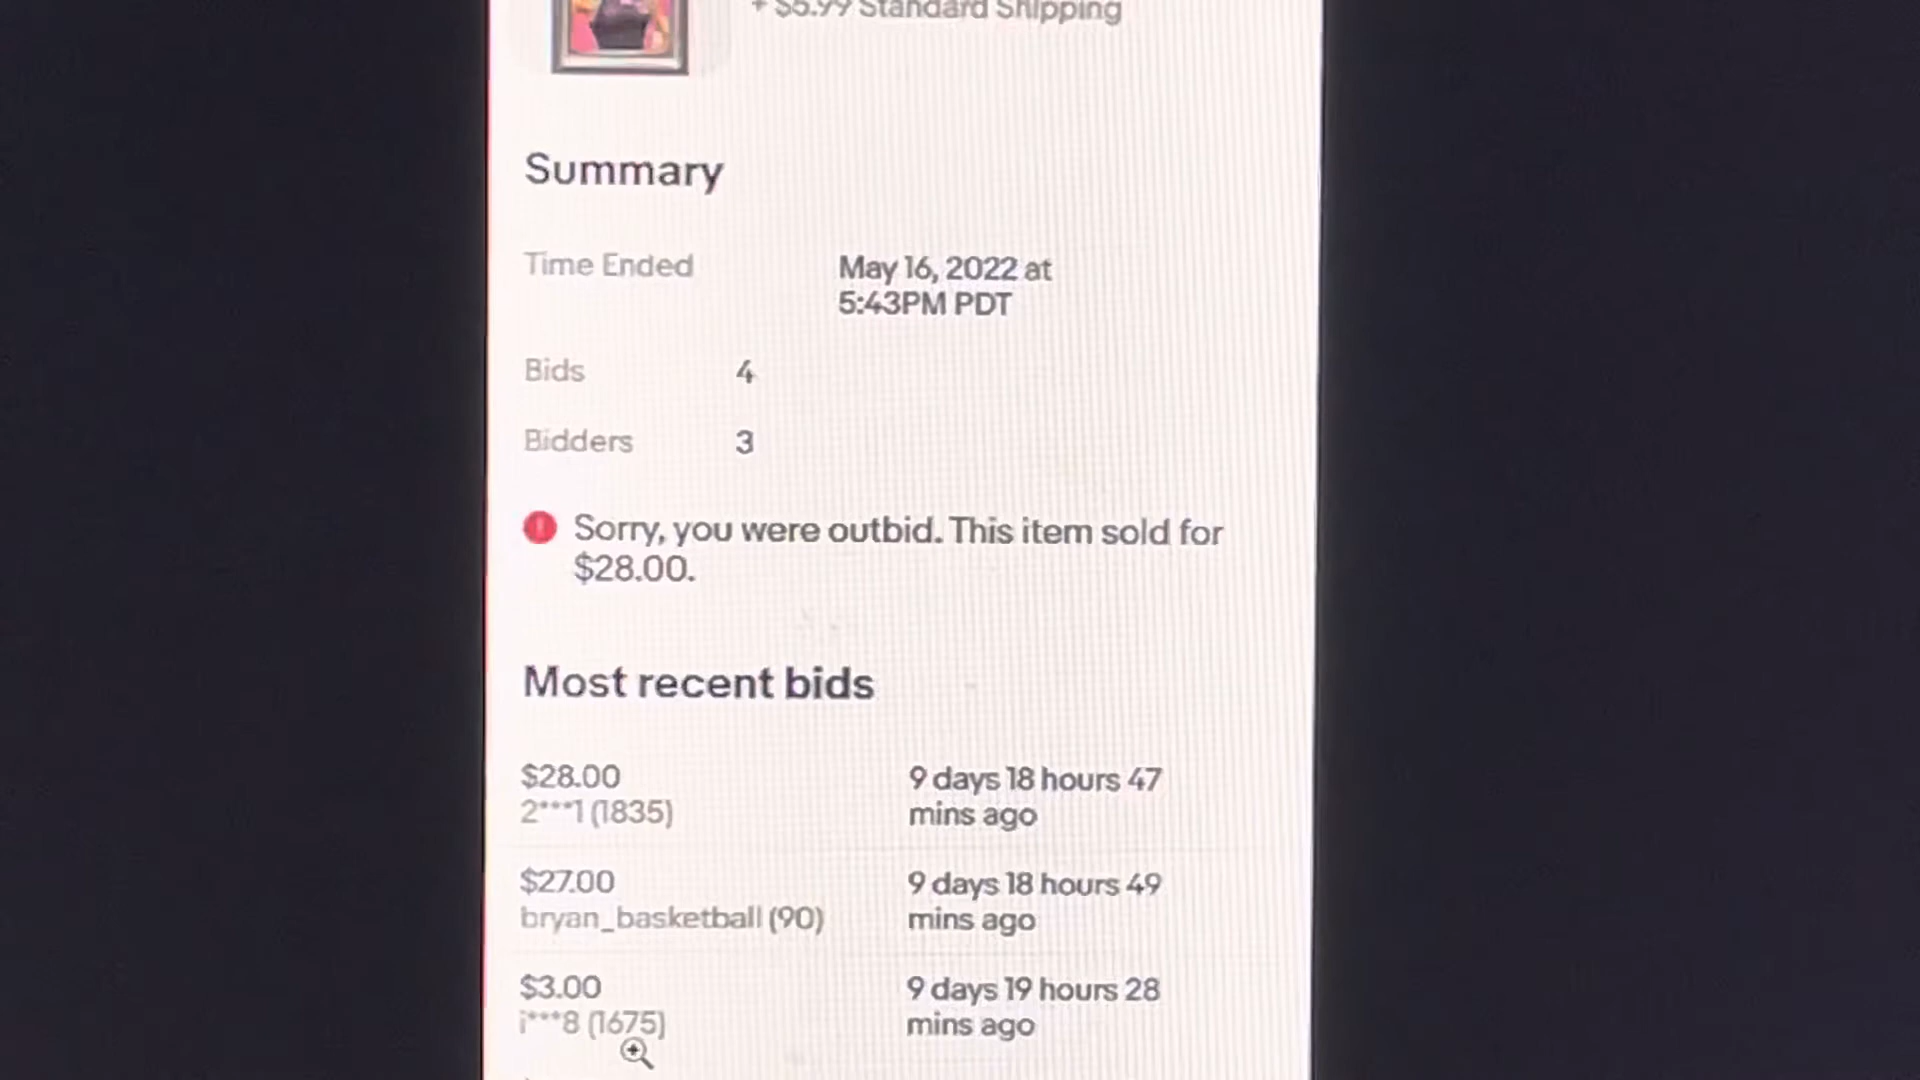 + $5.99 Standard Shipping
Summary
Time Ended
May 16, 2022 at
5:43PM PDT
Bids 4
Bidders 3
Sorry, you were outbid. This item sold for
$28.00.
Most recent bids
$28.00
2***1 (1835)
9 days 18 hours 47
mins ago
$27.00
bryan_basketball (90)
9 days 18 hours 49
mins ago
$3.00
i***8 (1675)
9 days 19 hours 28
mins ago